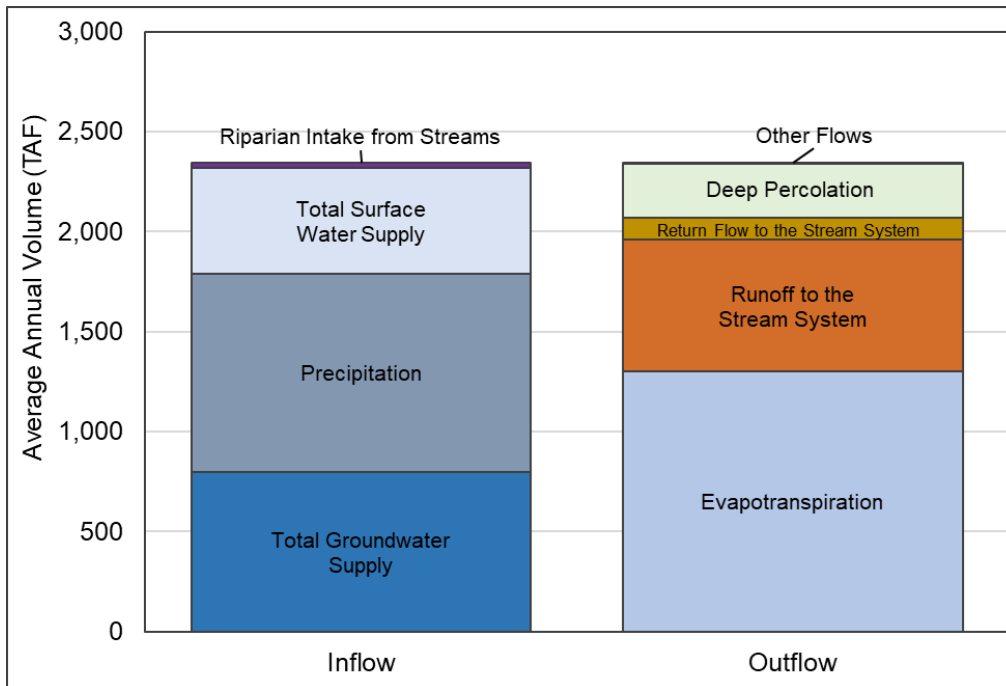 Average Annual Volume (TAF)
3,000
2,500
2,000
1,500
1,000
500
0
Riparian Intake from Streams
Total Surface
Water Supply
Precipitation
Total Groundwater
Supply
Inflow
Other Flows
Deep Percolation
Return Flow to the Stream System
Runoff to the
Stream System
Evapotranspiration
Outflow